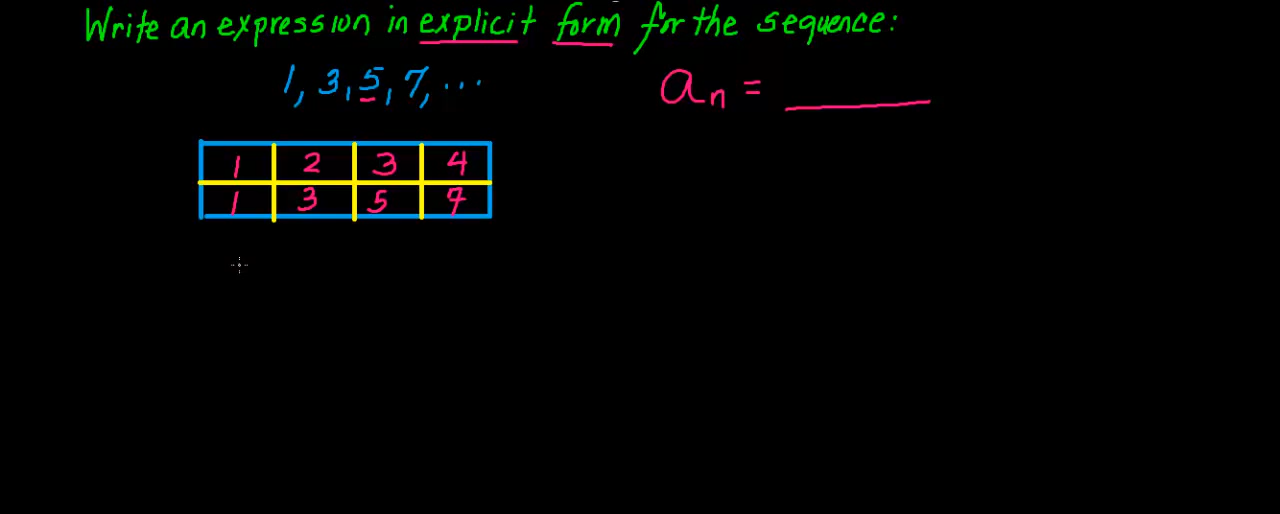 Write an expression in explicit form for the sequence:
1, 3, 5, 7, ...
aₙ = ______
1 2 3 4
1 3 5 7